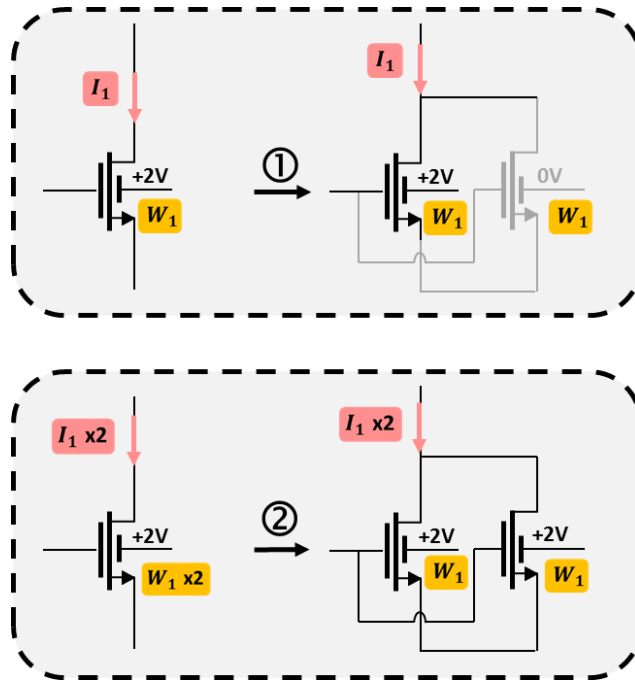 I₁
I₁
+2V
①
+2V
0V
W₁
W₁
W₁
I₁ x2
I₁ x2
+2V
②
+2V
+2V
W₁ x2
W₁
W₁